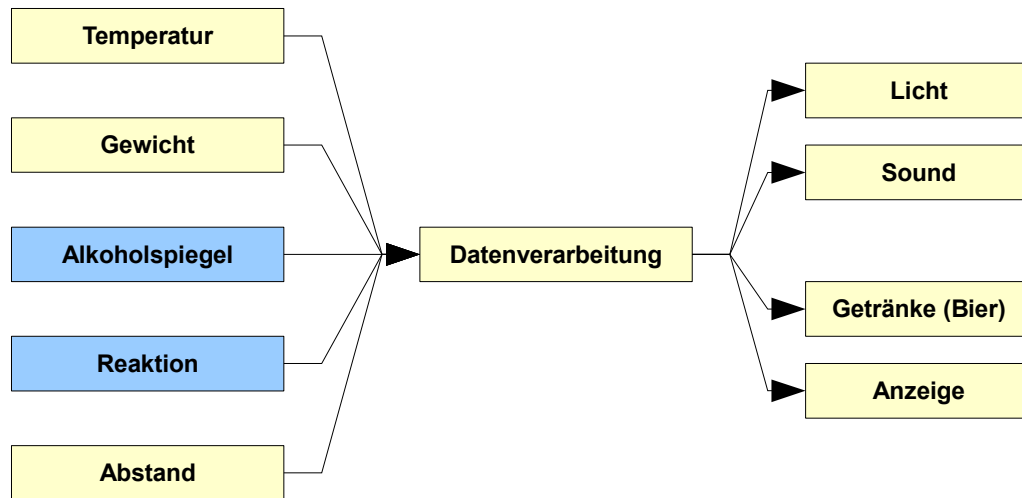 Temperatur
Gewicht
Alkoholspiegel
Reaktion
Abstand
Datenverarbeitung
Licht
Sound
Getränke (Bier)
Anzeige